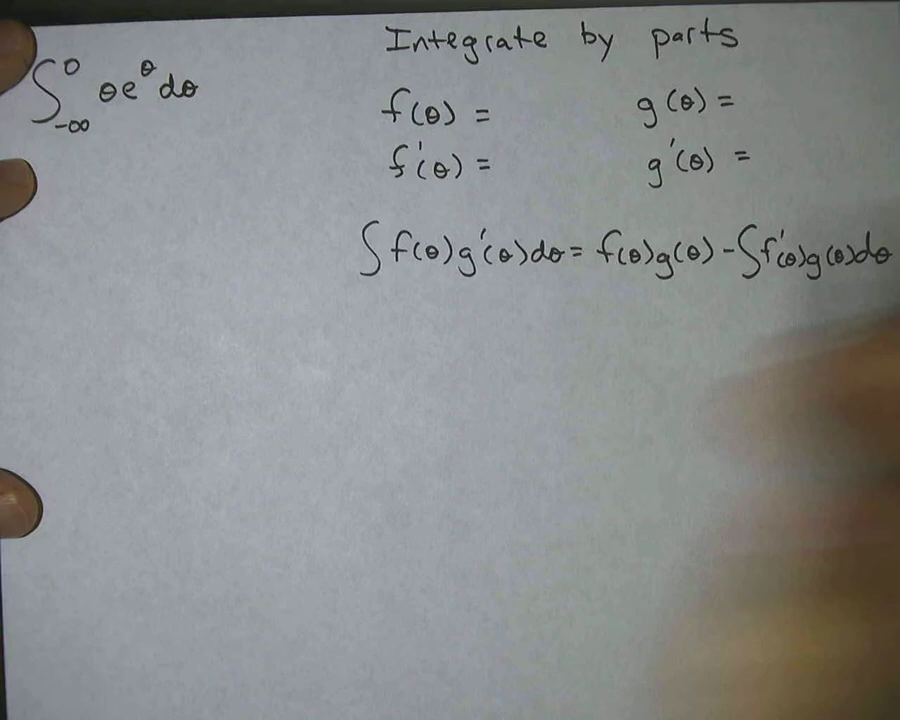 Integrate by parts
∫₋∞⁰ θe^θ dθ
f(θ) = g(θ) =
f'(θ) = g'(θ) =
∫f(θ)g'(θ)dθ = f(θ)g(θ) - ∫f'(θ)g(θ)dθ